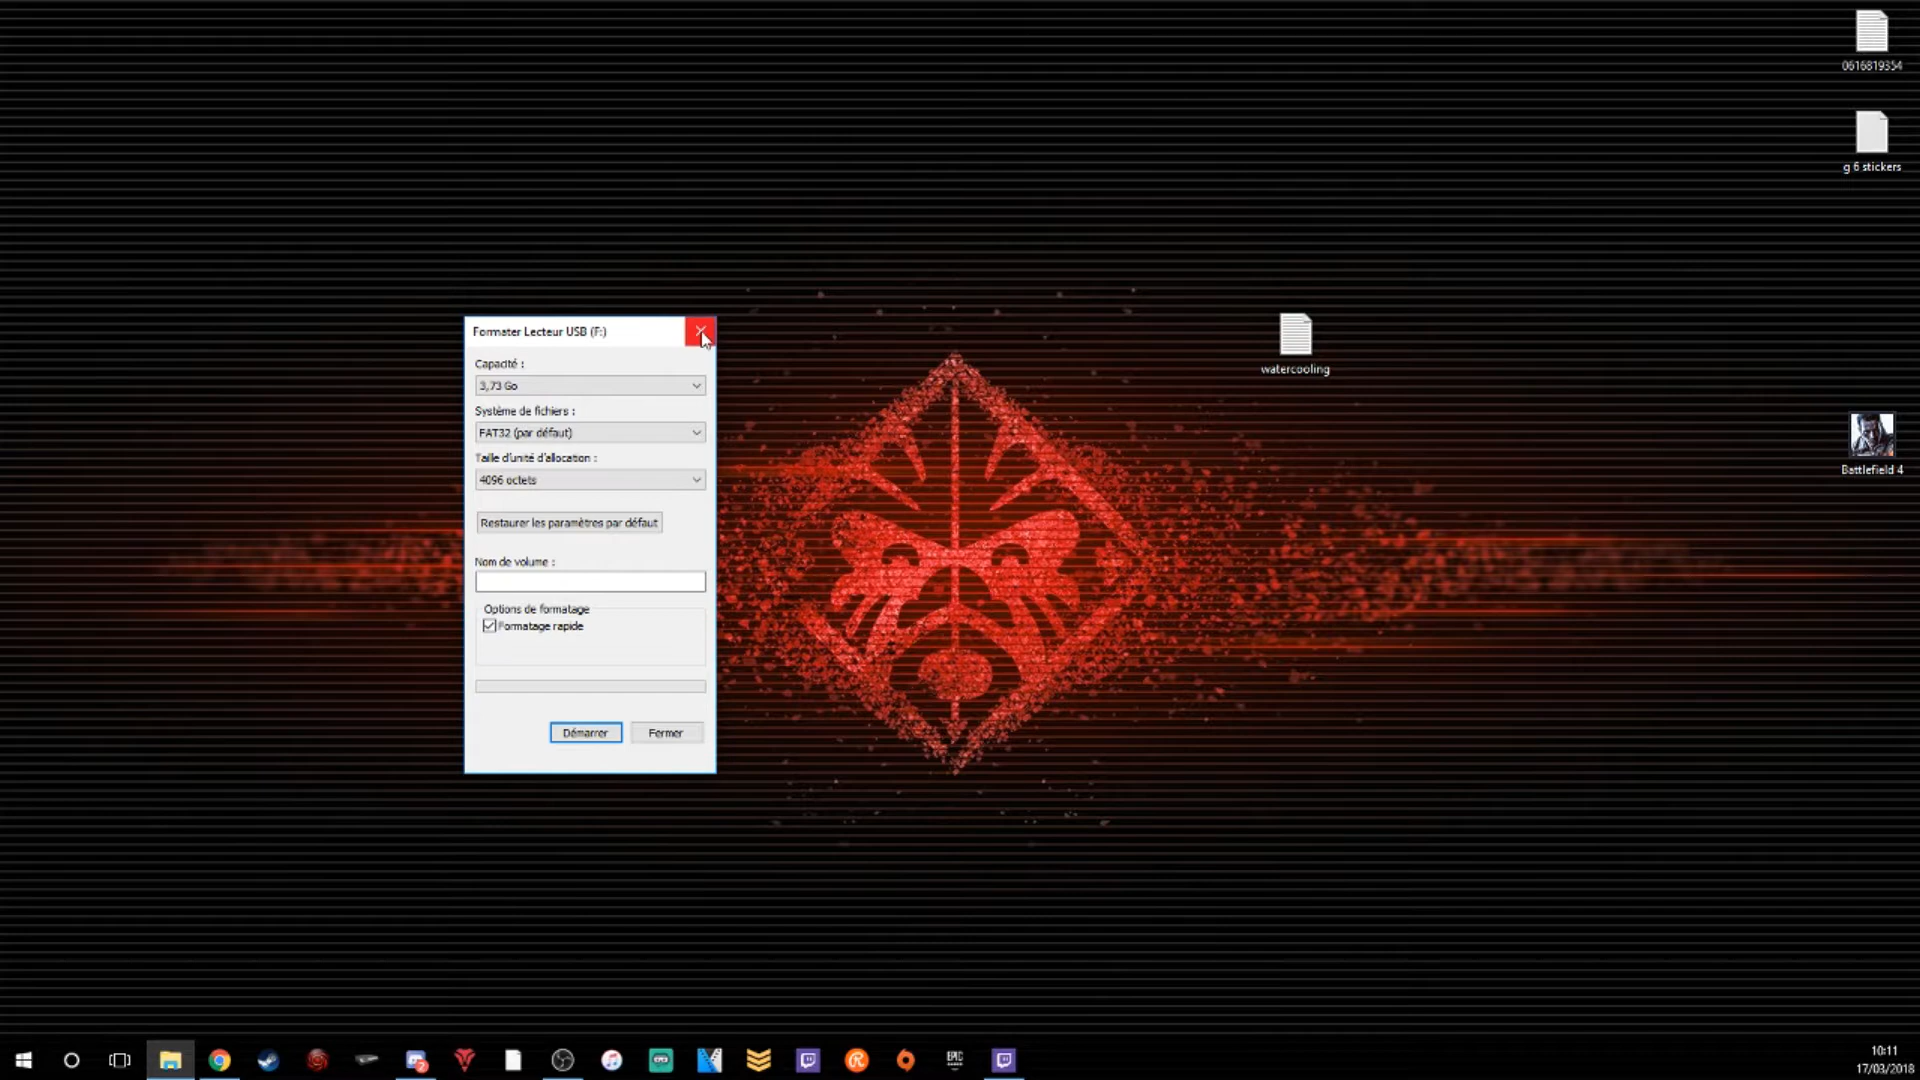 0616819354
g 6 stickers
Formater Lecteur USB (F:)
Capacité :
3,73 Go
Système de fichiers :
FAT32 (par défaut)
Taille d'unité d'allocation :
4096 octets
Restaurer les paramètres par défaut
Nom de volume :
Options de formatage
Formatage rapide
Démarrer
Fermer
watercooling
Battlefield 4
2
EPIC
10:11
17/03/2018